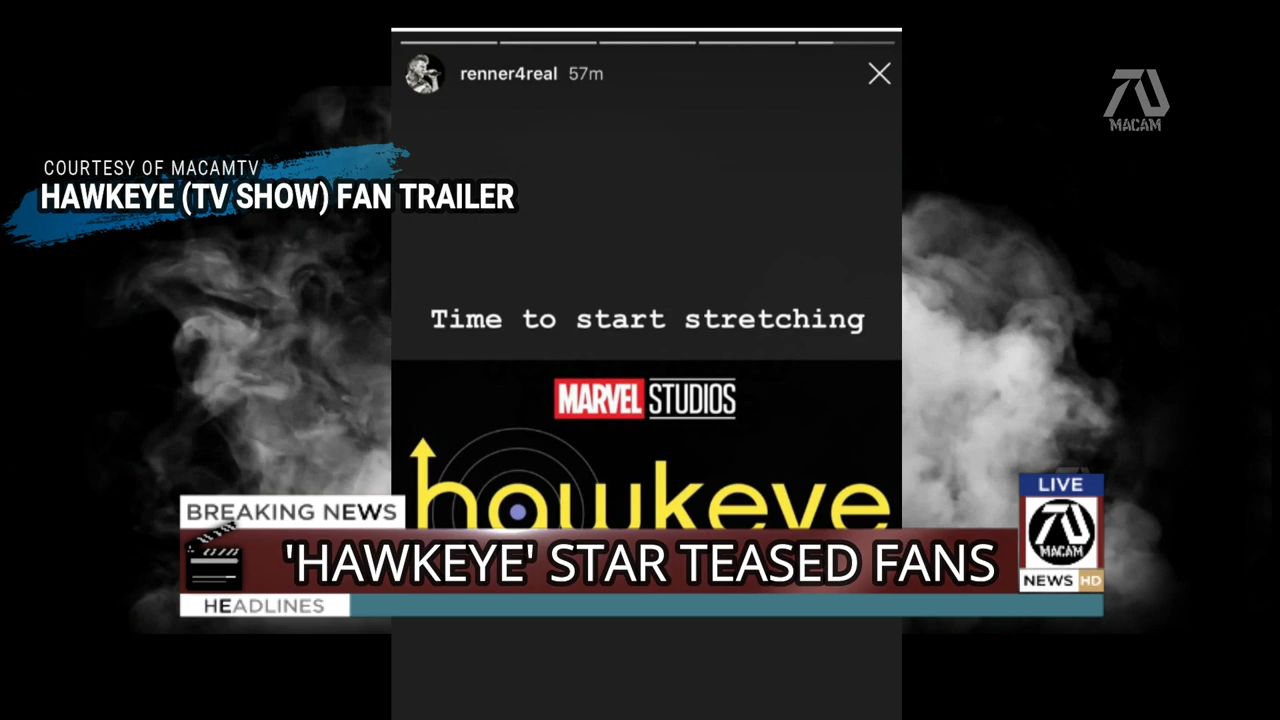 renner4real 57m
MACAM
COURTESY OF MACAMTV
HAWKEYE (TV SHOW) FAN TRAILER
Time to start stretching
MARVEL STUDIOS
hawkeye
BREAKING NEWS
'HAWKEYE' STAR TEASED FANS
HEADLINES
LIVE
MACAM
NEWS HD